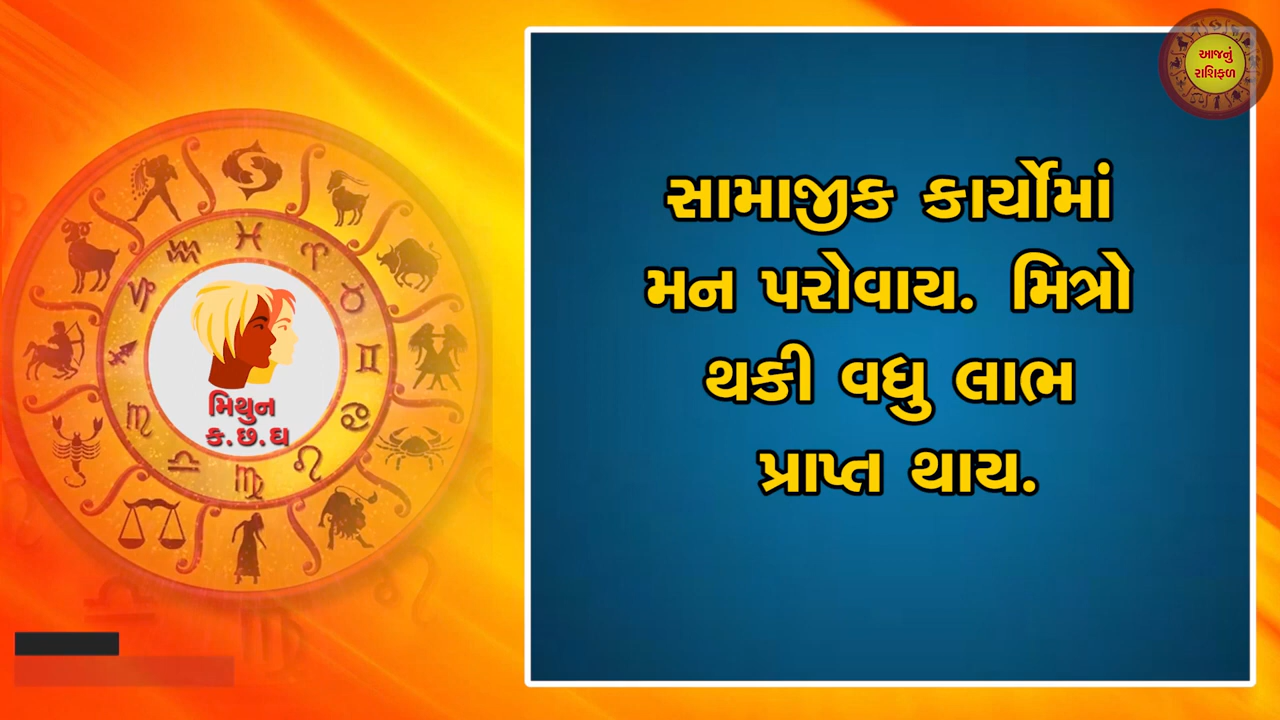 આજનું
રાશિફળ
સામાજીક કાર્યોમાં
મન પરોવાય. મિત્રો
થકી વધુ લાભ
પ્રાપ્ત થાય.
મિથુન
ક.છ.ઘ